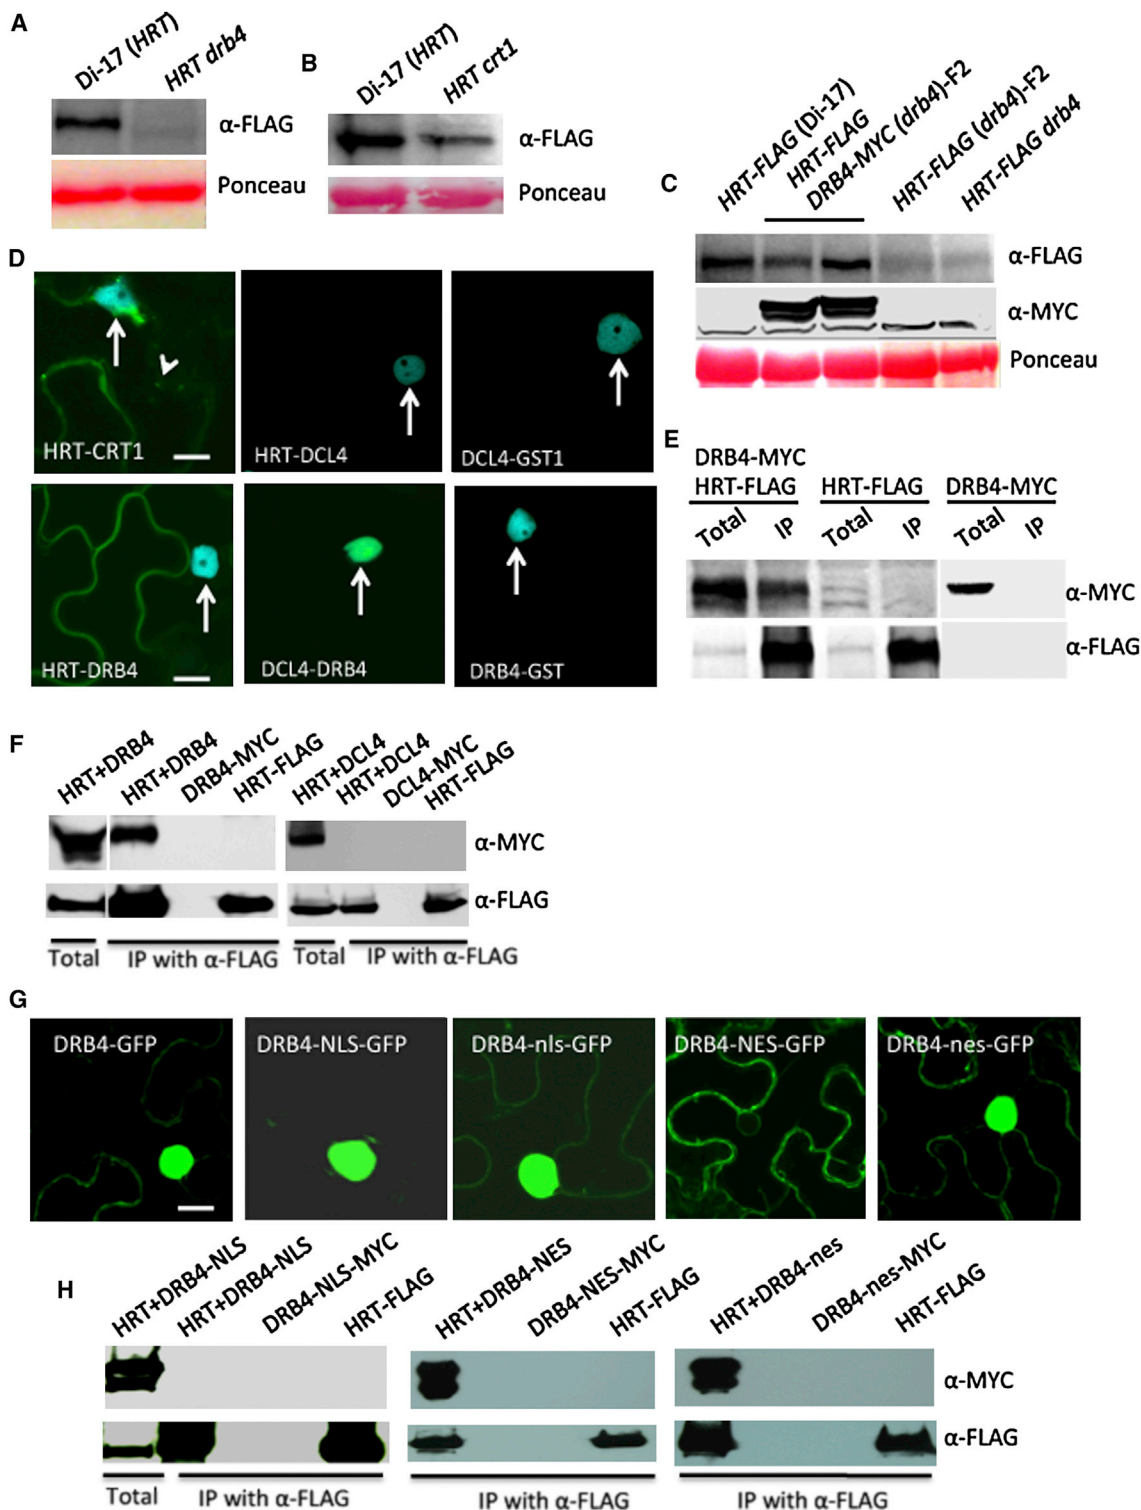 A
Di-17 (HRT)
HRT drb4
α-FLAG
Ponceau
B
Di-17 (HRT)
HRT crt1
α-FLAG
Ponceau
C
HRT-FLAG (Di-17)
HRT-FLAG
DRB4-MYC (drb4)-F2
HRT-FLAG (drb4)-F2
HRT-FLAG drb4
α-FLAG
α-MYC
Ponceau
D
HRT-CRT1
HRT-DCL4
DCL4-GST1
HRT-DRB4
DCL4-DRB4
DRB4-GST
E
DRB4-MYC
HRT-FLAG
HRT-FLAG
DRB4-MYC
Total
IP
Total
IP
Total
IP
α-MYC
α-FLAG
F
HRT+DRB4
HRT+DRB4
DRB4-MYC
HRT-FLAG
HRT+DCL4
HRT+DCL4
DCL4-MYC
HRT-FLAG
α-MYC
α-FLAG
Total
IP with α-FLAG
Total
IP with α-FLAG
G
DRB4-GFP
DRB4-NLS-GFP
DRB4-nls-GFP
DRB4-NES-GFP
DRB4-nes-GFP
H
HRT+DRB4-NLS
HRT+DRB4-NLS
DRB4-NLS-MYC
HRT-FLAG
HRT+DRB4-NES
DRB4-NES-MYC
HRT-FLAG
HRT+DRB4-nes
DRB4-nes-MYC
HRT-FLAG
α-MYC
α-FLAG
Total
IP with α-FLAG
IP with α-FLAG
IP with α-FLAG